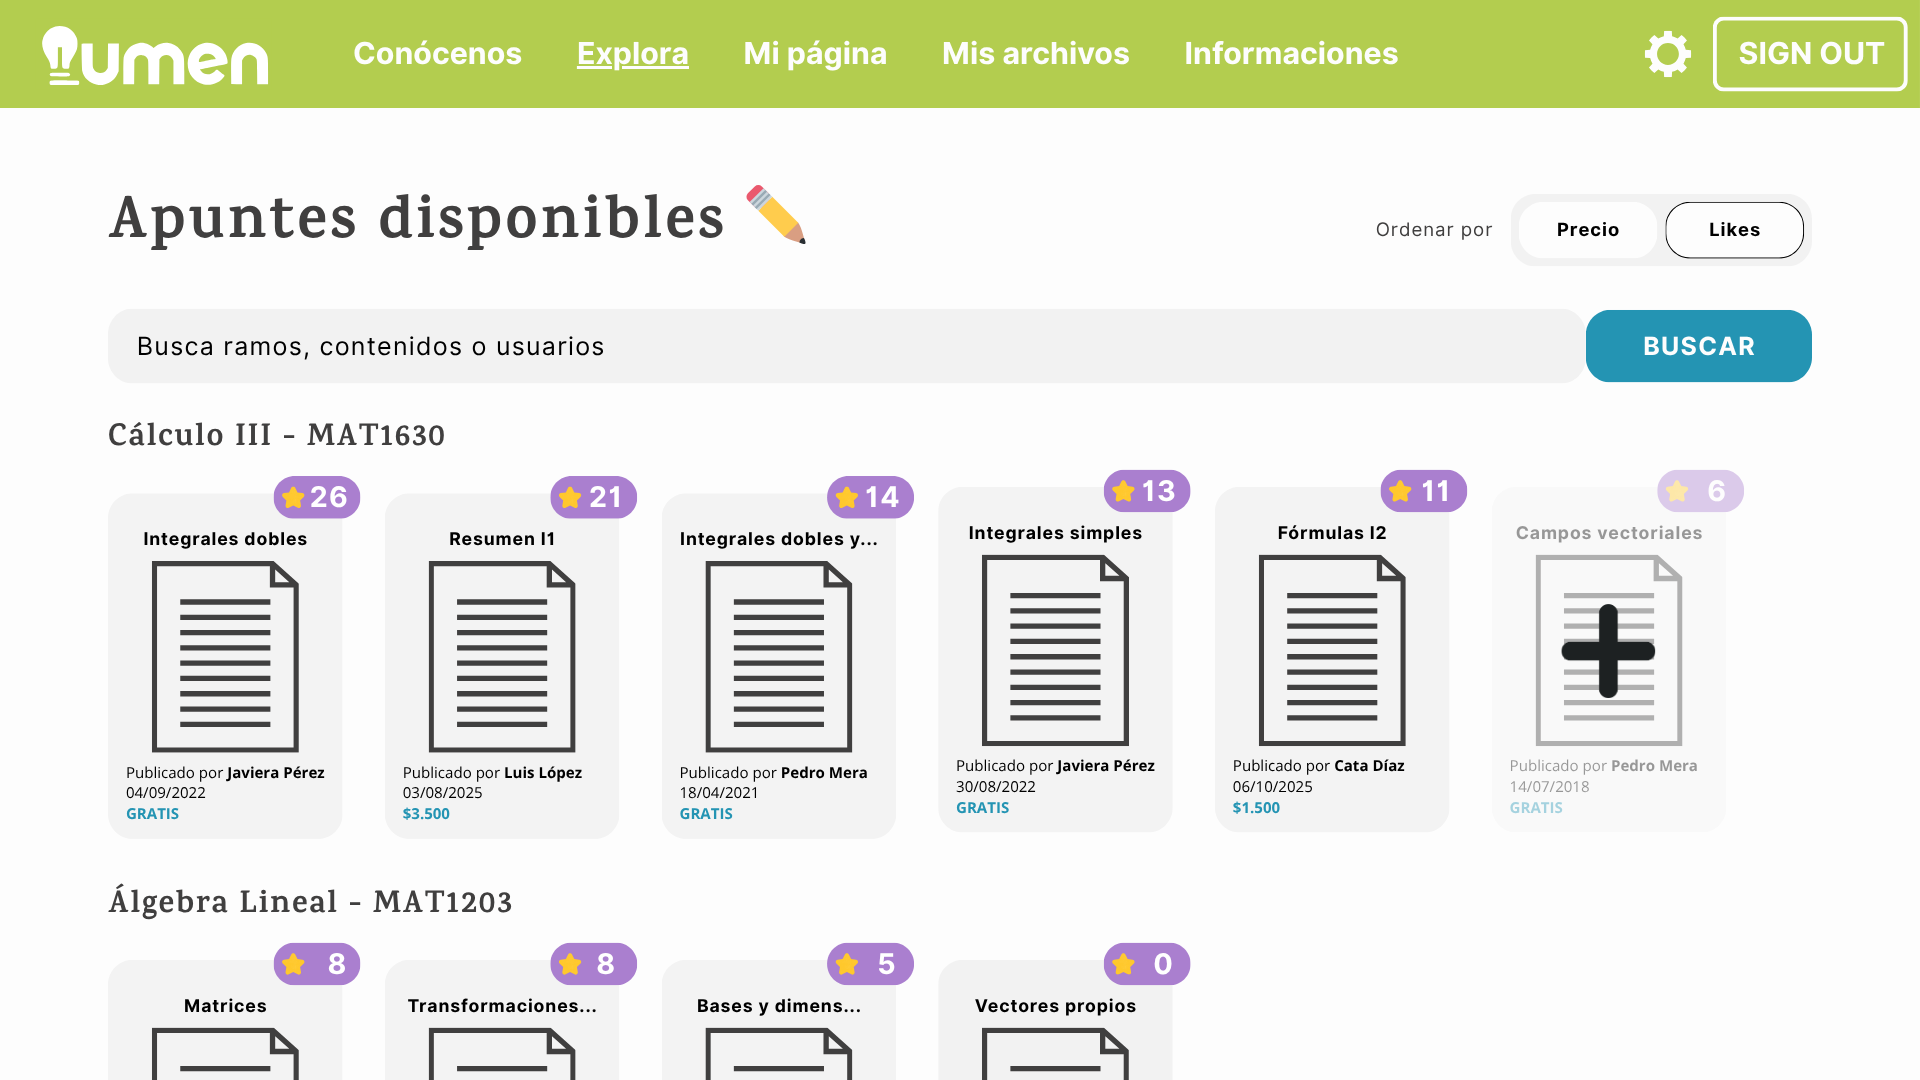 lumen
Conócenos
Explora
Mi página
Mis archivos
Informaciones
SIGN OUT
Apuntes disponibles
Ordenar por
Precio
Likes
Busca ramos, contenidos o usuarios
BUSCAR
Cálculo III - MAT1630
26
Integrales dobles
Publicado por Javiera Pérez
04/09/2022
GRATIS
21
Resumen I1
Publicado por Luis López
03/08/2025
$3.500
14
Integrales dobles y...
Publicado por Pedro Mera
18/04/2021
GRATIS
13
Integrales simples
Publicado por Javiera Pérez
30/08/2022
GRATIS
11
Fórmulas I2
Publicado por Cata Díaz
06/10/2025
$1.500
6
Campos vectoriales
Publicado por Pedro Mera
14/07/2018
GRATIS
Álgebra Lineal - MAT1203
8
Matrices
8
Transformaciones...
5
Bases y dimens...
0
Vectores propios